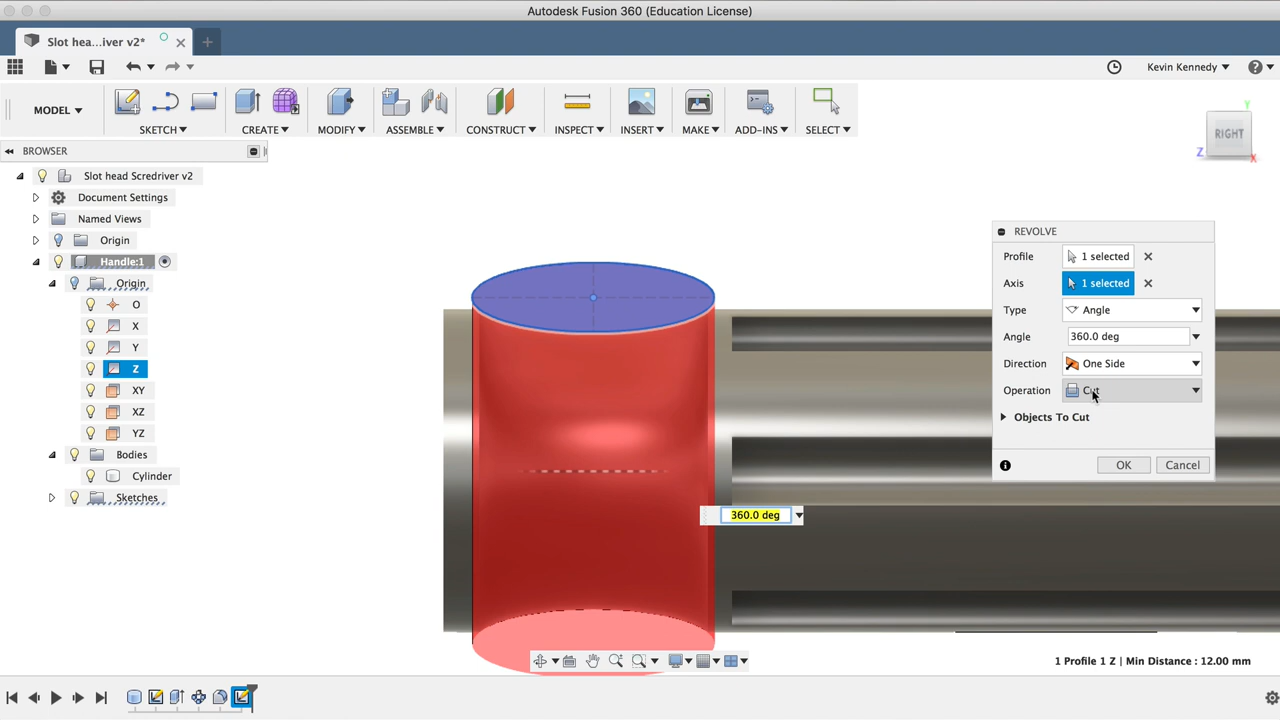 Autodesk Fusion 360 (Education License)
Slot hea...iver v2*
Kevin Kennedy
MODEL
SKETCH
CREATE
MODIFY
ASSEMBLE
CONSTRUCT
INSPECT
INSERT
MAKE
ADD-INS
SELECT
Y
RIGHT
Z
X
BROWSER
Slot head Scredriver v2
Document Settings
Named Views
Origin
Handle:1
Origin
O
X
Y
Z
XY
XZ
YZ
Bodies
Cylinder
Sketches
REVOLVE
Profile 1 selected
Axis 1 selected
Type Angle
Angle 360.0 deg
Direction One Side
Operation Cut
Objects To Cut
OK Cancel
360.0 deg
1 Profile 1 Z | Min Distance : 12.00 mm